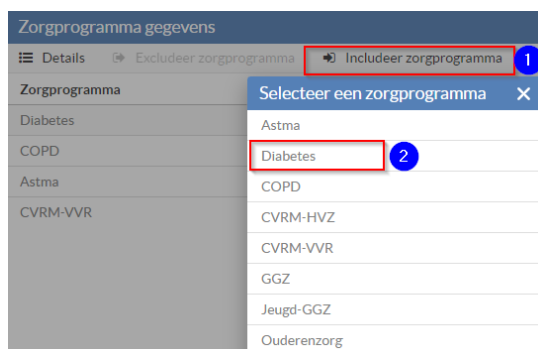 Zorgprogramma gegevens
Details Excludeer zorgprogramma Includeer zorgprogramma 1
Zorgprogramma
Diabetes
COPD
Astma
CVRM-VVR
Selecteer een zorgprogramma X
Astma
Diabetes 2
COPD
CVRM-HVZ
CVRM-VVR
GGZ
Jeugd-GGZ
Ouderenzorg